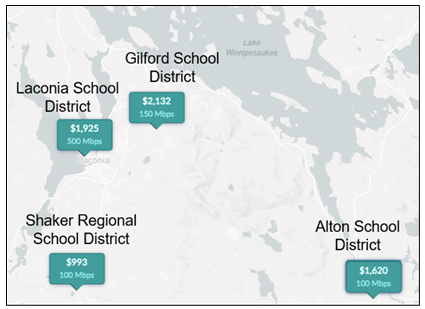 Gilford School
District
Lake
Winnipesaukee
Laconia School
District
$2,132
150 Mbps
$1,925
500 Mbps
Laconia
Shaker Regional
School District
Alton School
District
$993
100 Mbps
$1,620
100 Mbps